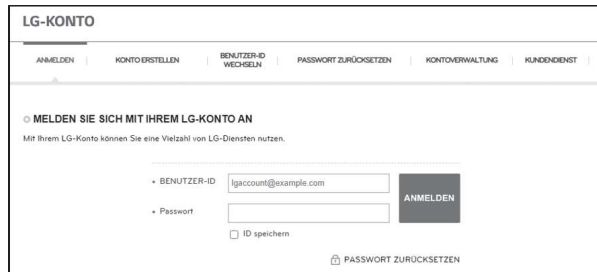 LG-KONTO
ANMELDEN
KONTO ERSTELLEN
BENUTZER-ID
WECHSELN
PASSWORT ZURÜCKSETZEN
KONTOVERWALTUNG
KUNDENDIENST
MELDEN SIE SICH MIT IHREM LG-KONTO AN
Mit Ihrem LG-Konto können Sie eine Vielzahl von LG-Diensten nutzen.
BENUTZER-ID
lgaccount@example.com
ANMELDEN
Passwort
ID speichern
PASSWORT ZURÜCKSETZEN